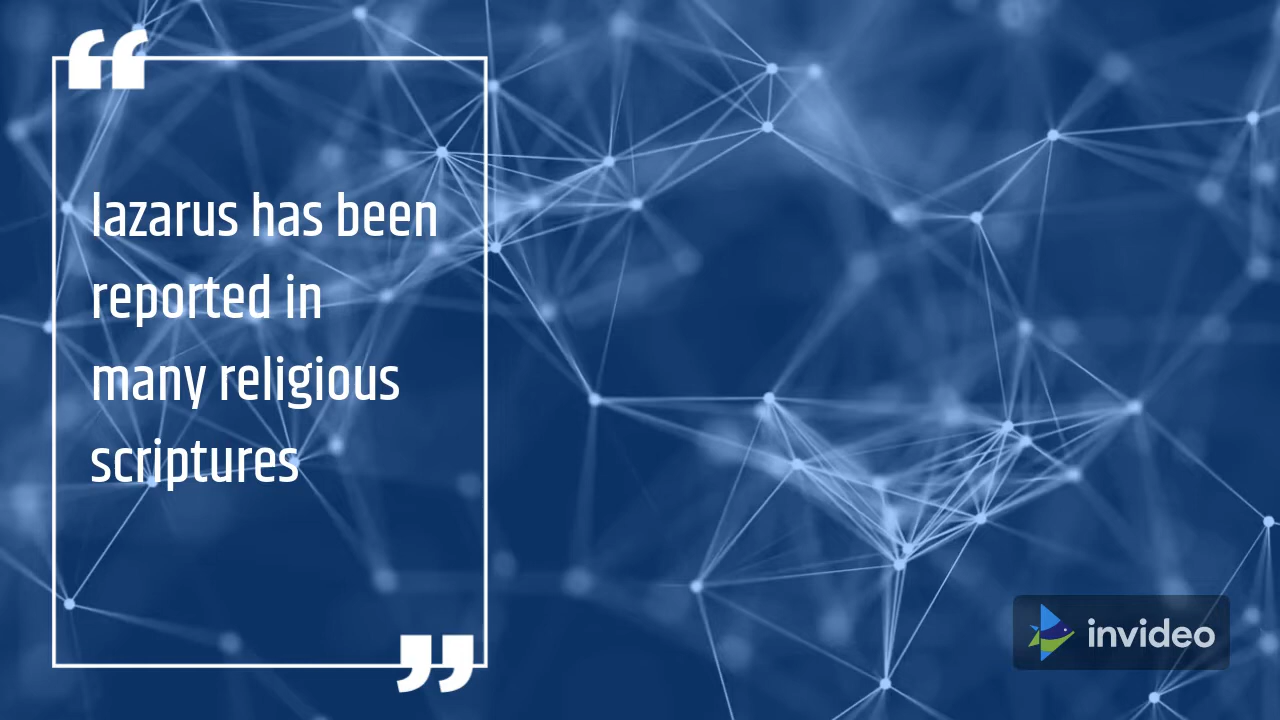 lazarus has been
reported in
many religious
scriptures
invideo